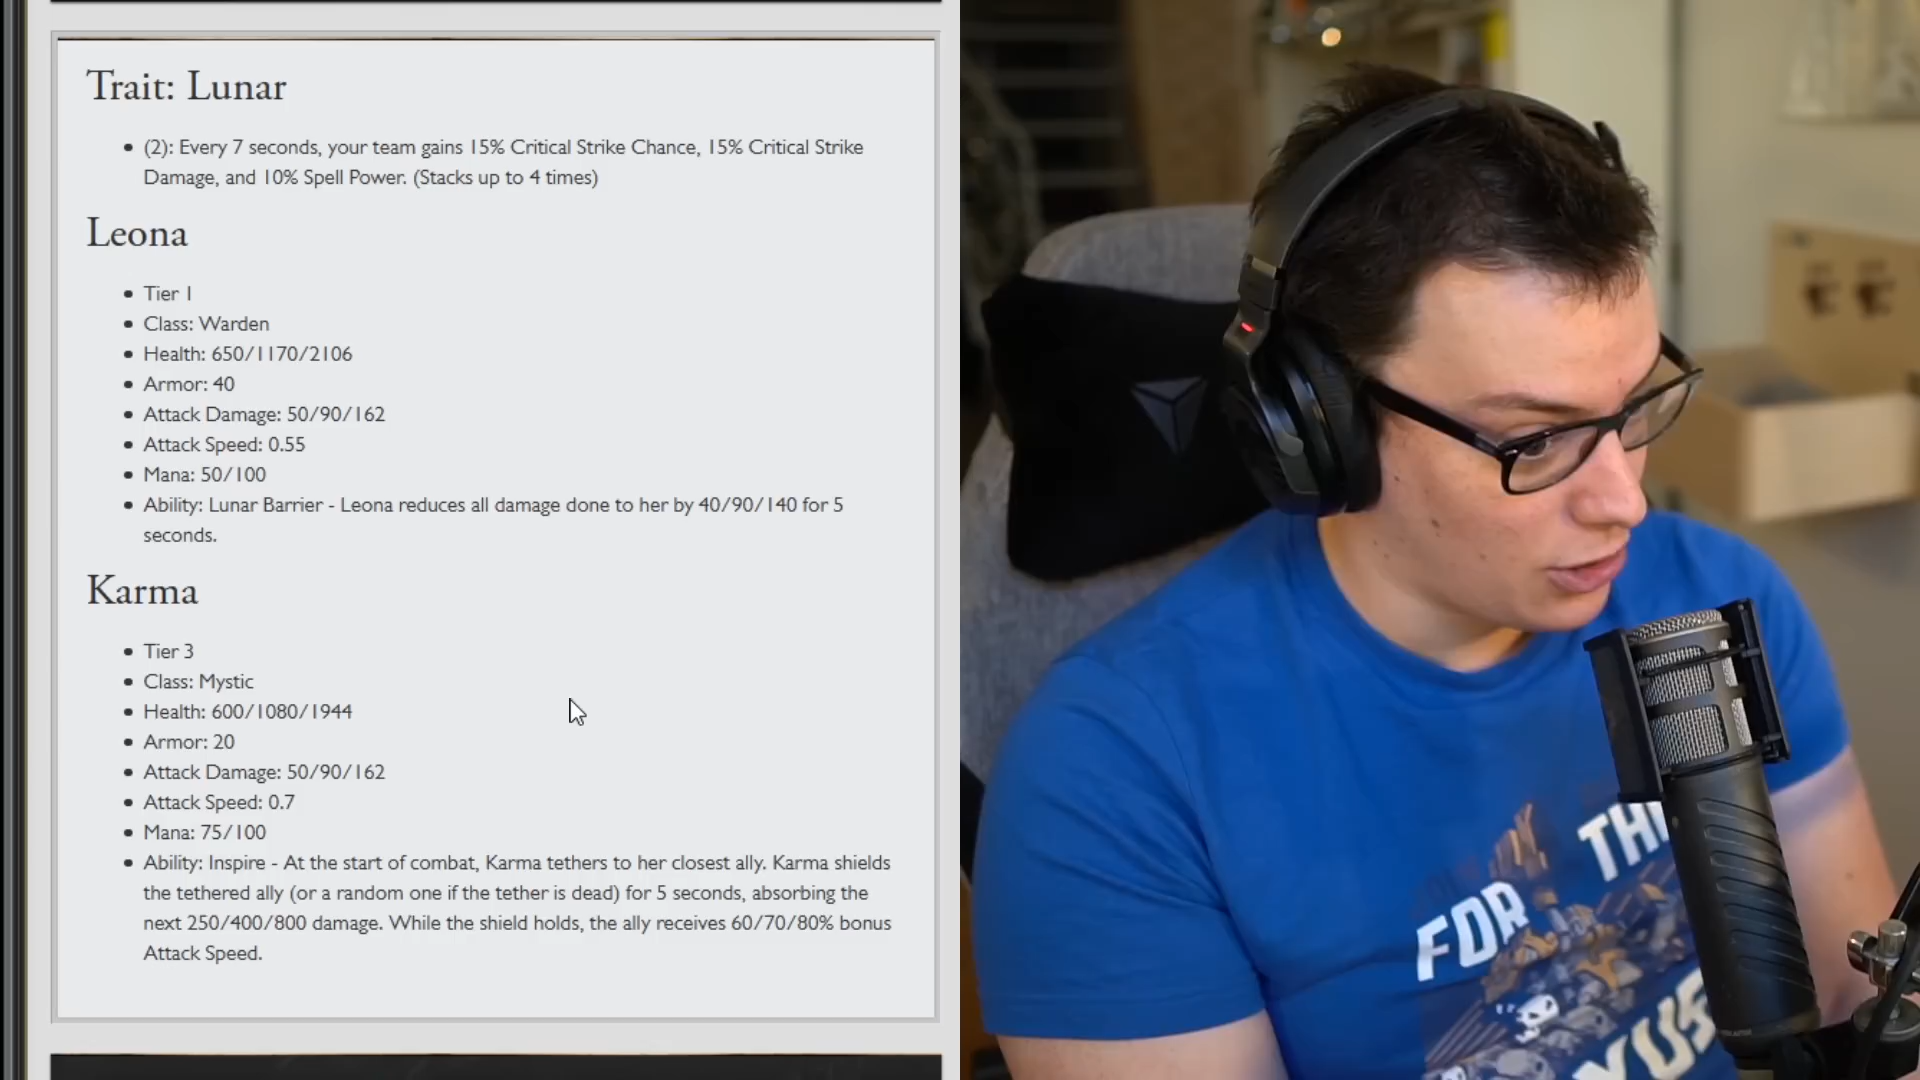 Trait: Lunar
(2): Every 7 seconds, your team gains 15% Critical Strike Chance, 15% Critical Strike
Damage, and 10% Spell Power. (Stacks up to 4 times)
Leona
Tier 1
Class: Warden
Health: 650/1170/2106
Armor: 40
Attack Damage: 50/90/162
Attack Speed: 0.55
Mana: 50/100
Ability: Lunar Barrier - Leona reduces all damage done to her by 40/90/140 for 5
seconds.
Karma
Tier 3
Class: Mystic
Health: 600/1080/1944
Armor: 20
Attack Damage: 50/90/162
Attack Speed: 0.7
Mana: 75/100
Ability: Inspire - At the start of combat, Karma tethers to her closest ally. Karma shields
the tethered ally (or a random one if the tether is dead) for 5 seconds, absorbing the
next 250/400/800 damage. While the shield holds, the ally receives 60/70/80% bonus
Attack Speed.
FOR